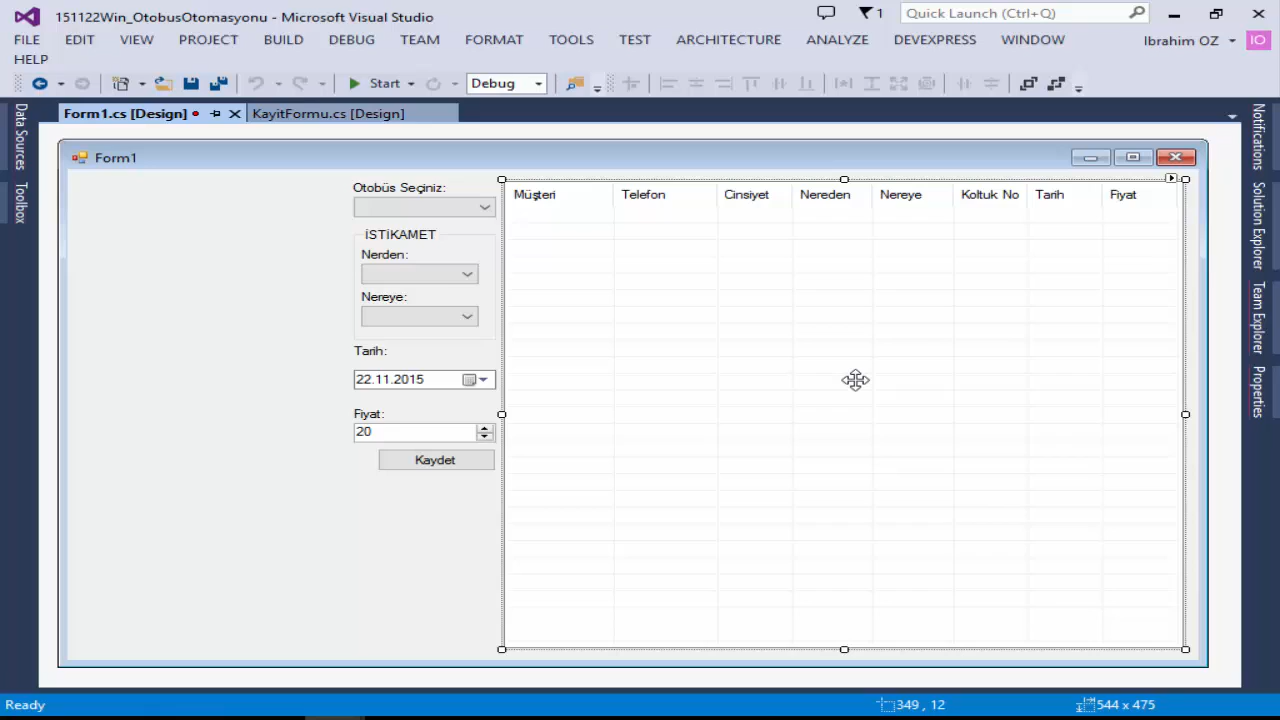 151122Win_OtobusOtomasyonu - Microsoft Visual Studio
1
Quick Launch (Ctrl+Q)
FILE EDIT VIEW PROJECT BUILD DEBUG TEAM FORMAT TOOLS TEST ARCHITECTURE ANALYZE DEVEXPRESS WINDOW
Ibrahim OZ
IO
HELP
Start
Debug
Form1.cs [Design]
KayitFormu.cs [Design]
Data Sources
Toolbox
Form1
Otobüs Seçiniz:
İSTİKAMET
Nerden:
Nereye:
Tarih:
22.11.2015
Fiyat:
20
Kaydet
Müşteri Telefon Cinsiyet Nereden Nereye Koltuk No Tarih Fiyat
Notifications
Solution Explorer
Team Explorer
Properties
Ready
349 , 12
544 x 475